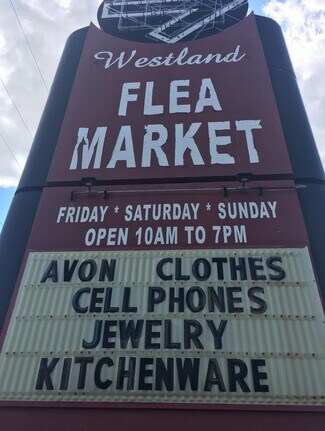 Westland
FLEA
MARKET
FRIDAY * SATURDAY * SUNDAY
OPEN 10AM TO 7PM
AVON CLOTHES
CELL PHONES
JEWELRY
KITCHENWARE